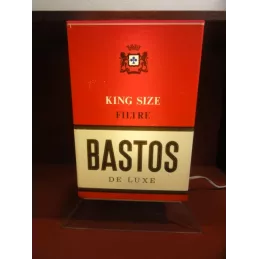 KING SIZE
FILTRE
BASTOS
DE LUXE